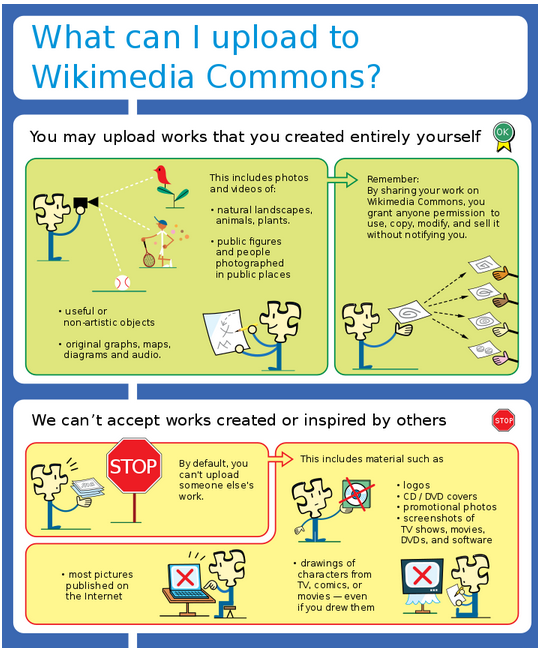 What can I upload to
Wikimedia Commons?
You may upload works that you created entirely yourself
OK
This includes photos
and videos of:
• natural landscapes,
animals, plants.
• public figures
and people
photographed
in public places
• useful or
non-artistic objects
• original graphs, maps,
diagrams and audio.
Remember:
By sharing your work on
Wikimedia Commons, you
grant anyone permission to
use, copy, modify, and sell it
without notifying you.
We can’t accept works created or inspired by others
STOP
STOP
By default, you
can't upload
someone else's
work.
This includes material such as
• logos
• CD / DVD covers
• promotional photos
• screenshots of
TV shows, movies,
DVDs, and software
• most pictures
published on
the Internet
• drawings of
characters from
TV, comics, or
movies — even
if you drew them